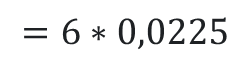 = 6 * 0,0225